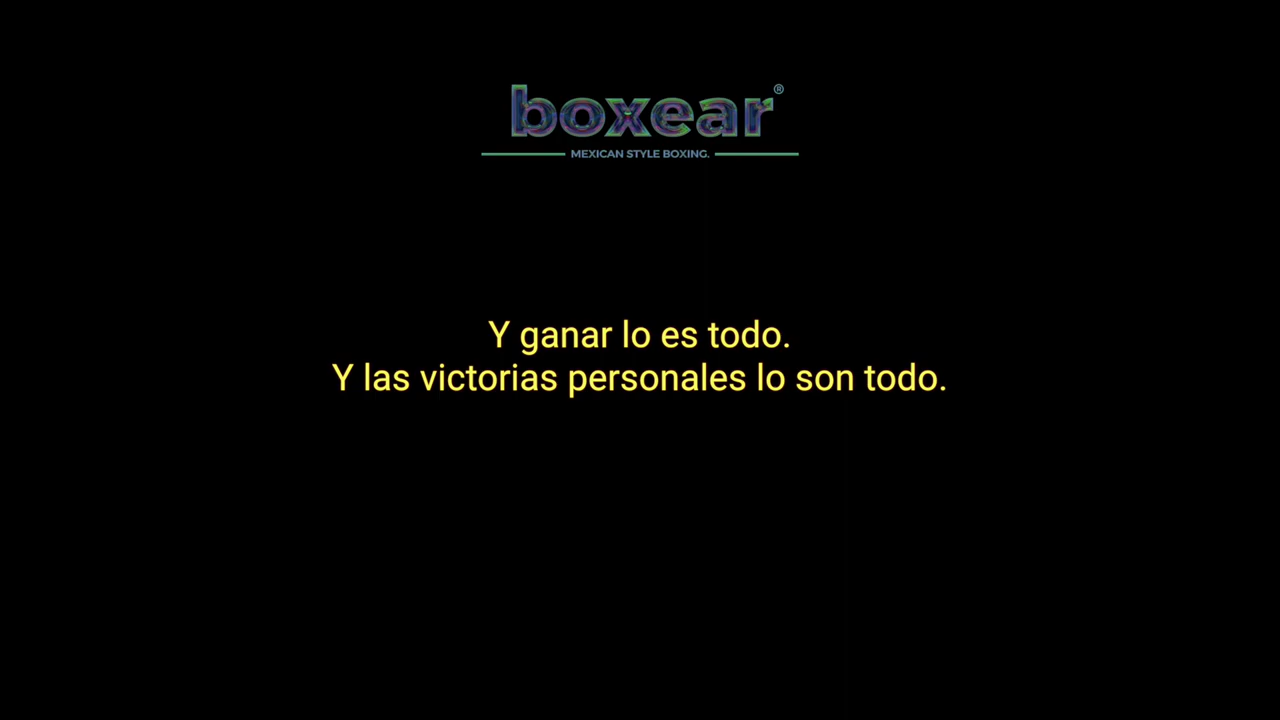 boxear®
MEXICAN STYLE BOXING.
Y ganar lo es todo.
Y las victorias personales lo son todo.